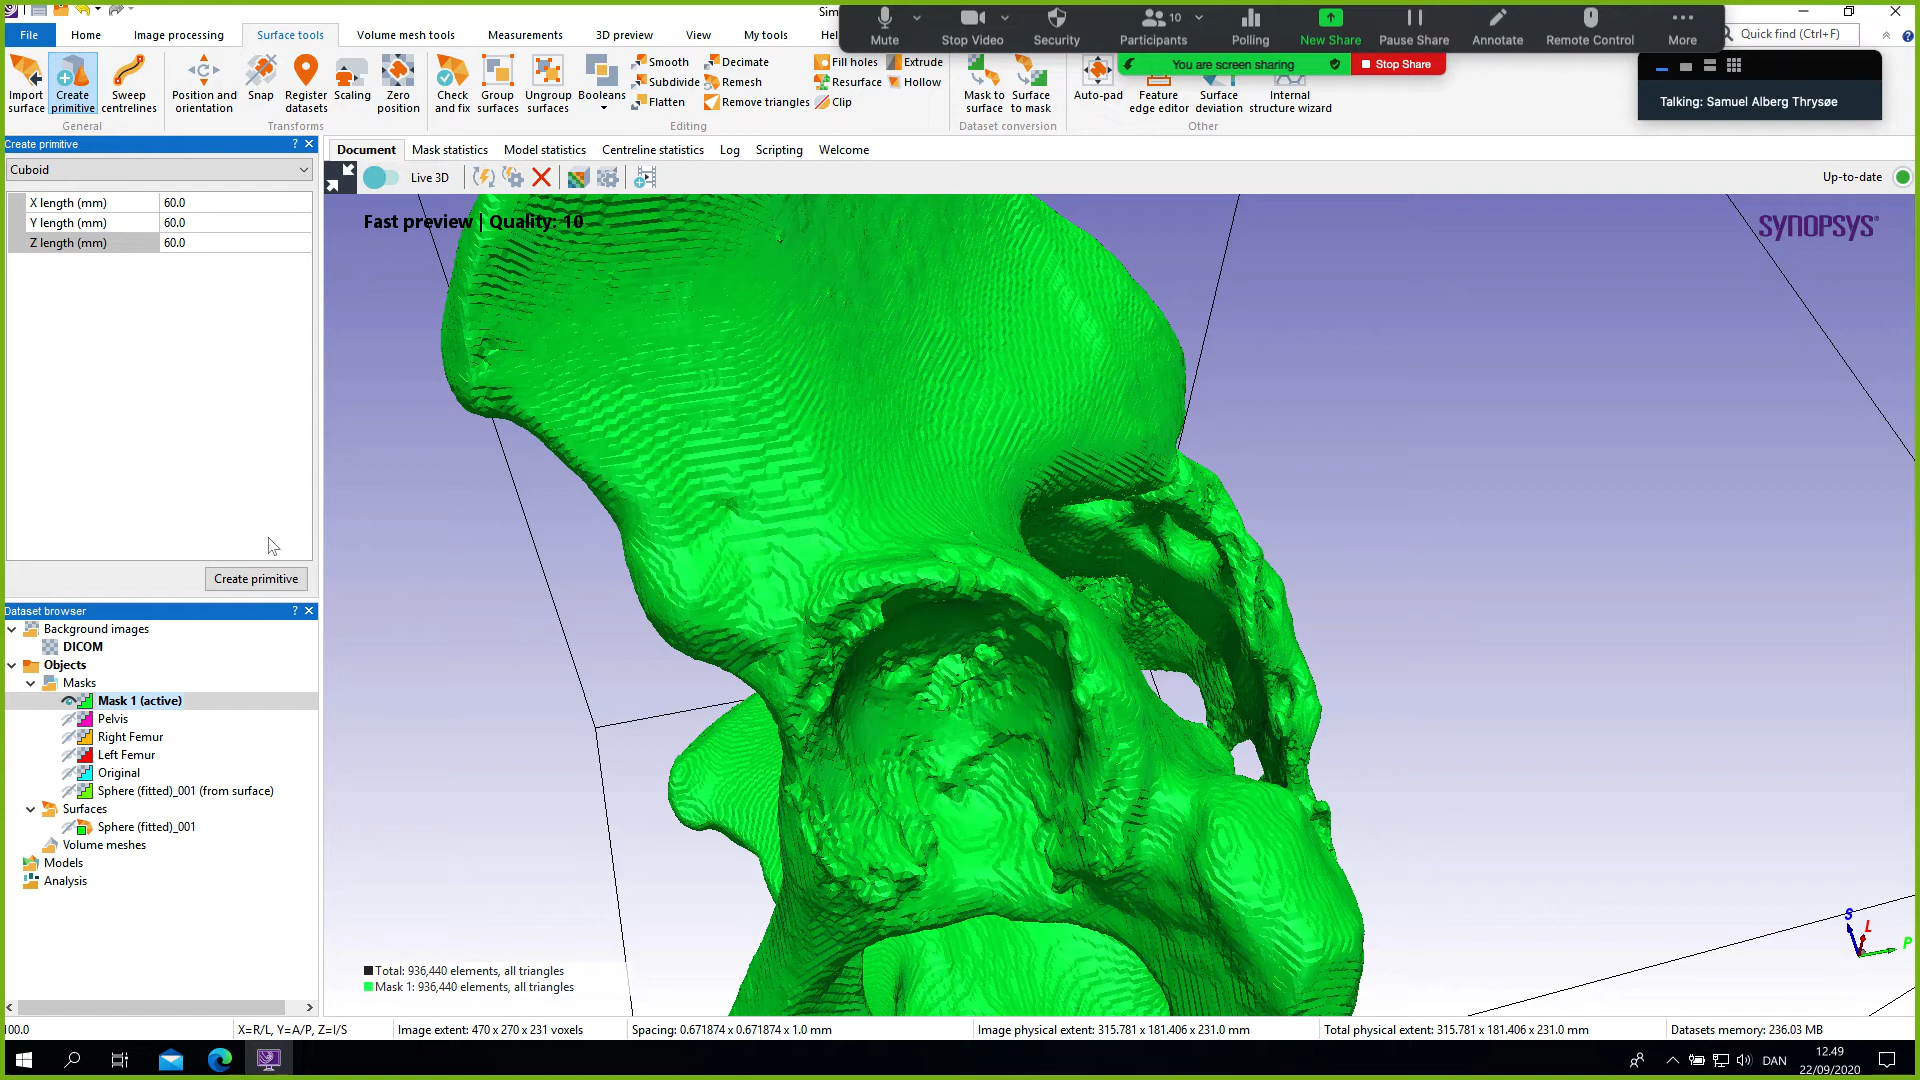 Sim
Mute
Stop Video
Security
10
Participants
Polling
New Share
Pause Share
Annotate
Remote Control
More
File
Home
Image processing
Surface tools
Volume mesh tools
Measurements
3D preview
View
My tools
Hel
Quick find (Ctrl+F)
You are screen sharing
Stop Share
Talking: Samuel Alberg Thrysøe
Import surface
Create primitive
Sweep centrelines
General
Position and orientation
Snap
Register datasets
Scaling
Zero position
Transforms
Check and fix
Group surfaces
Ungroup surfaces
Booleans
Smooth
Subdivide
Flatten
Decimate
Remesh
Remove triangles
Fill holes
Resurface
Clip
Extrude
Hollow
Editing
Mask to surface
Surface to mask
Dataset conversion
Auto-pad
Feature edge editor
Surface deviation
Internal structure wizard
Other
Create primitive
? ×
Cuboid
X length (mm) 60.0
Y length (mm) 60.0
Z length (mm) 60.0
Create primitive
Document
Mask statistics
Model statistics
Centreline statistics
Log
Scripting
Welcome
Live 3D
Up-to-date
Fast preview | Quality: 10
SYNOPSYS
Dataset browser
? ×
Background images
DICOM
Objects
Masks
Mask 1 (active)
Pelvis
Right Femur
Left Femur
Original
Sphere (fitted)_001 (from surface)
Surfaces
Sphere (fitted)_001
Volume meshes
Models
Analysis
S
L
P
Total: 936,440 elements, all triangles
Mask 1: 936,440 elements, all triangles
100.0
X=R/L, Y=A/P, Z=I/S
Image extent: 470 x 270 x 231 voxels
Spacing: 0.671874 x 0.671874 x 1.0 mm
Image physical extent: 315.781 x 181.406 x 231.0 mm
Total physical extent: 315.781 x 181.406 x 231.0 mm
Datasets memory: 236.03 MB
DAN
12.49
22/09/2020